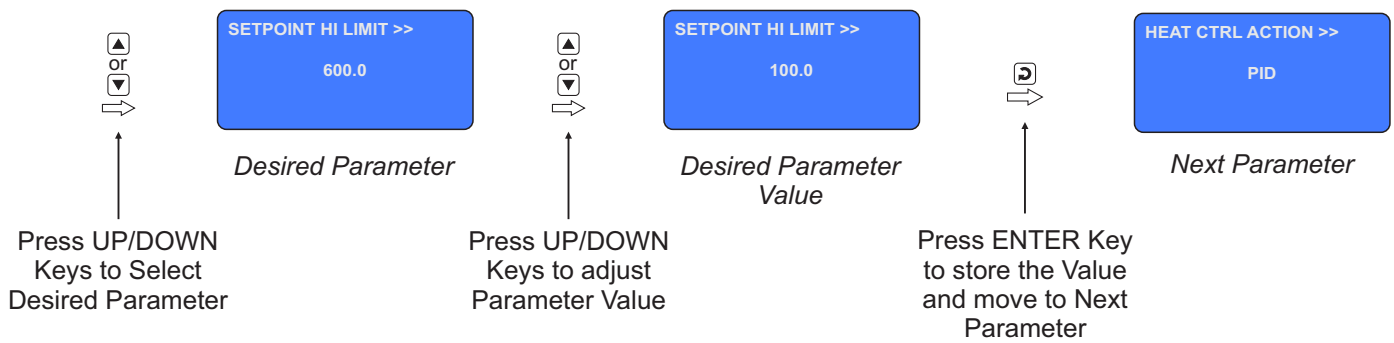 or
SETPOINT HI LIMIT >>
600.0
Desired Parameter
Press UP/DOWN
Keys to Select
Desired Parameter
or
SETPOINT HI LIMIT >>
100.0
Desired Parameter
Value
Press UP/DOWN
Keys to adjust
Parameter Value
HEAT CTRL ACTION >>
PID
Next Parameter
Press ENTER Key
to store the Value
and move to Next
Parameter